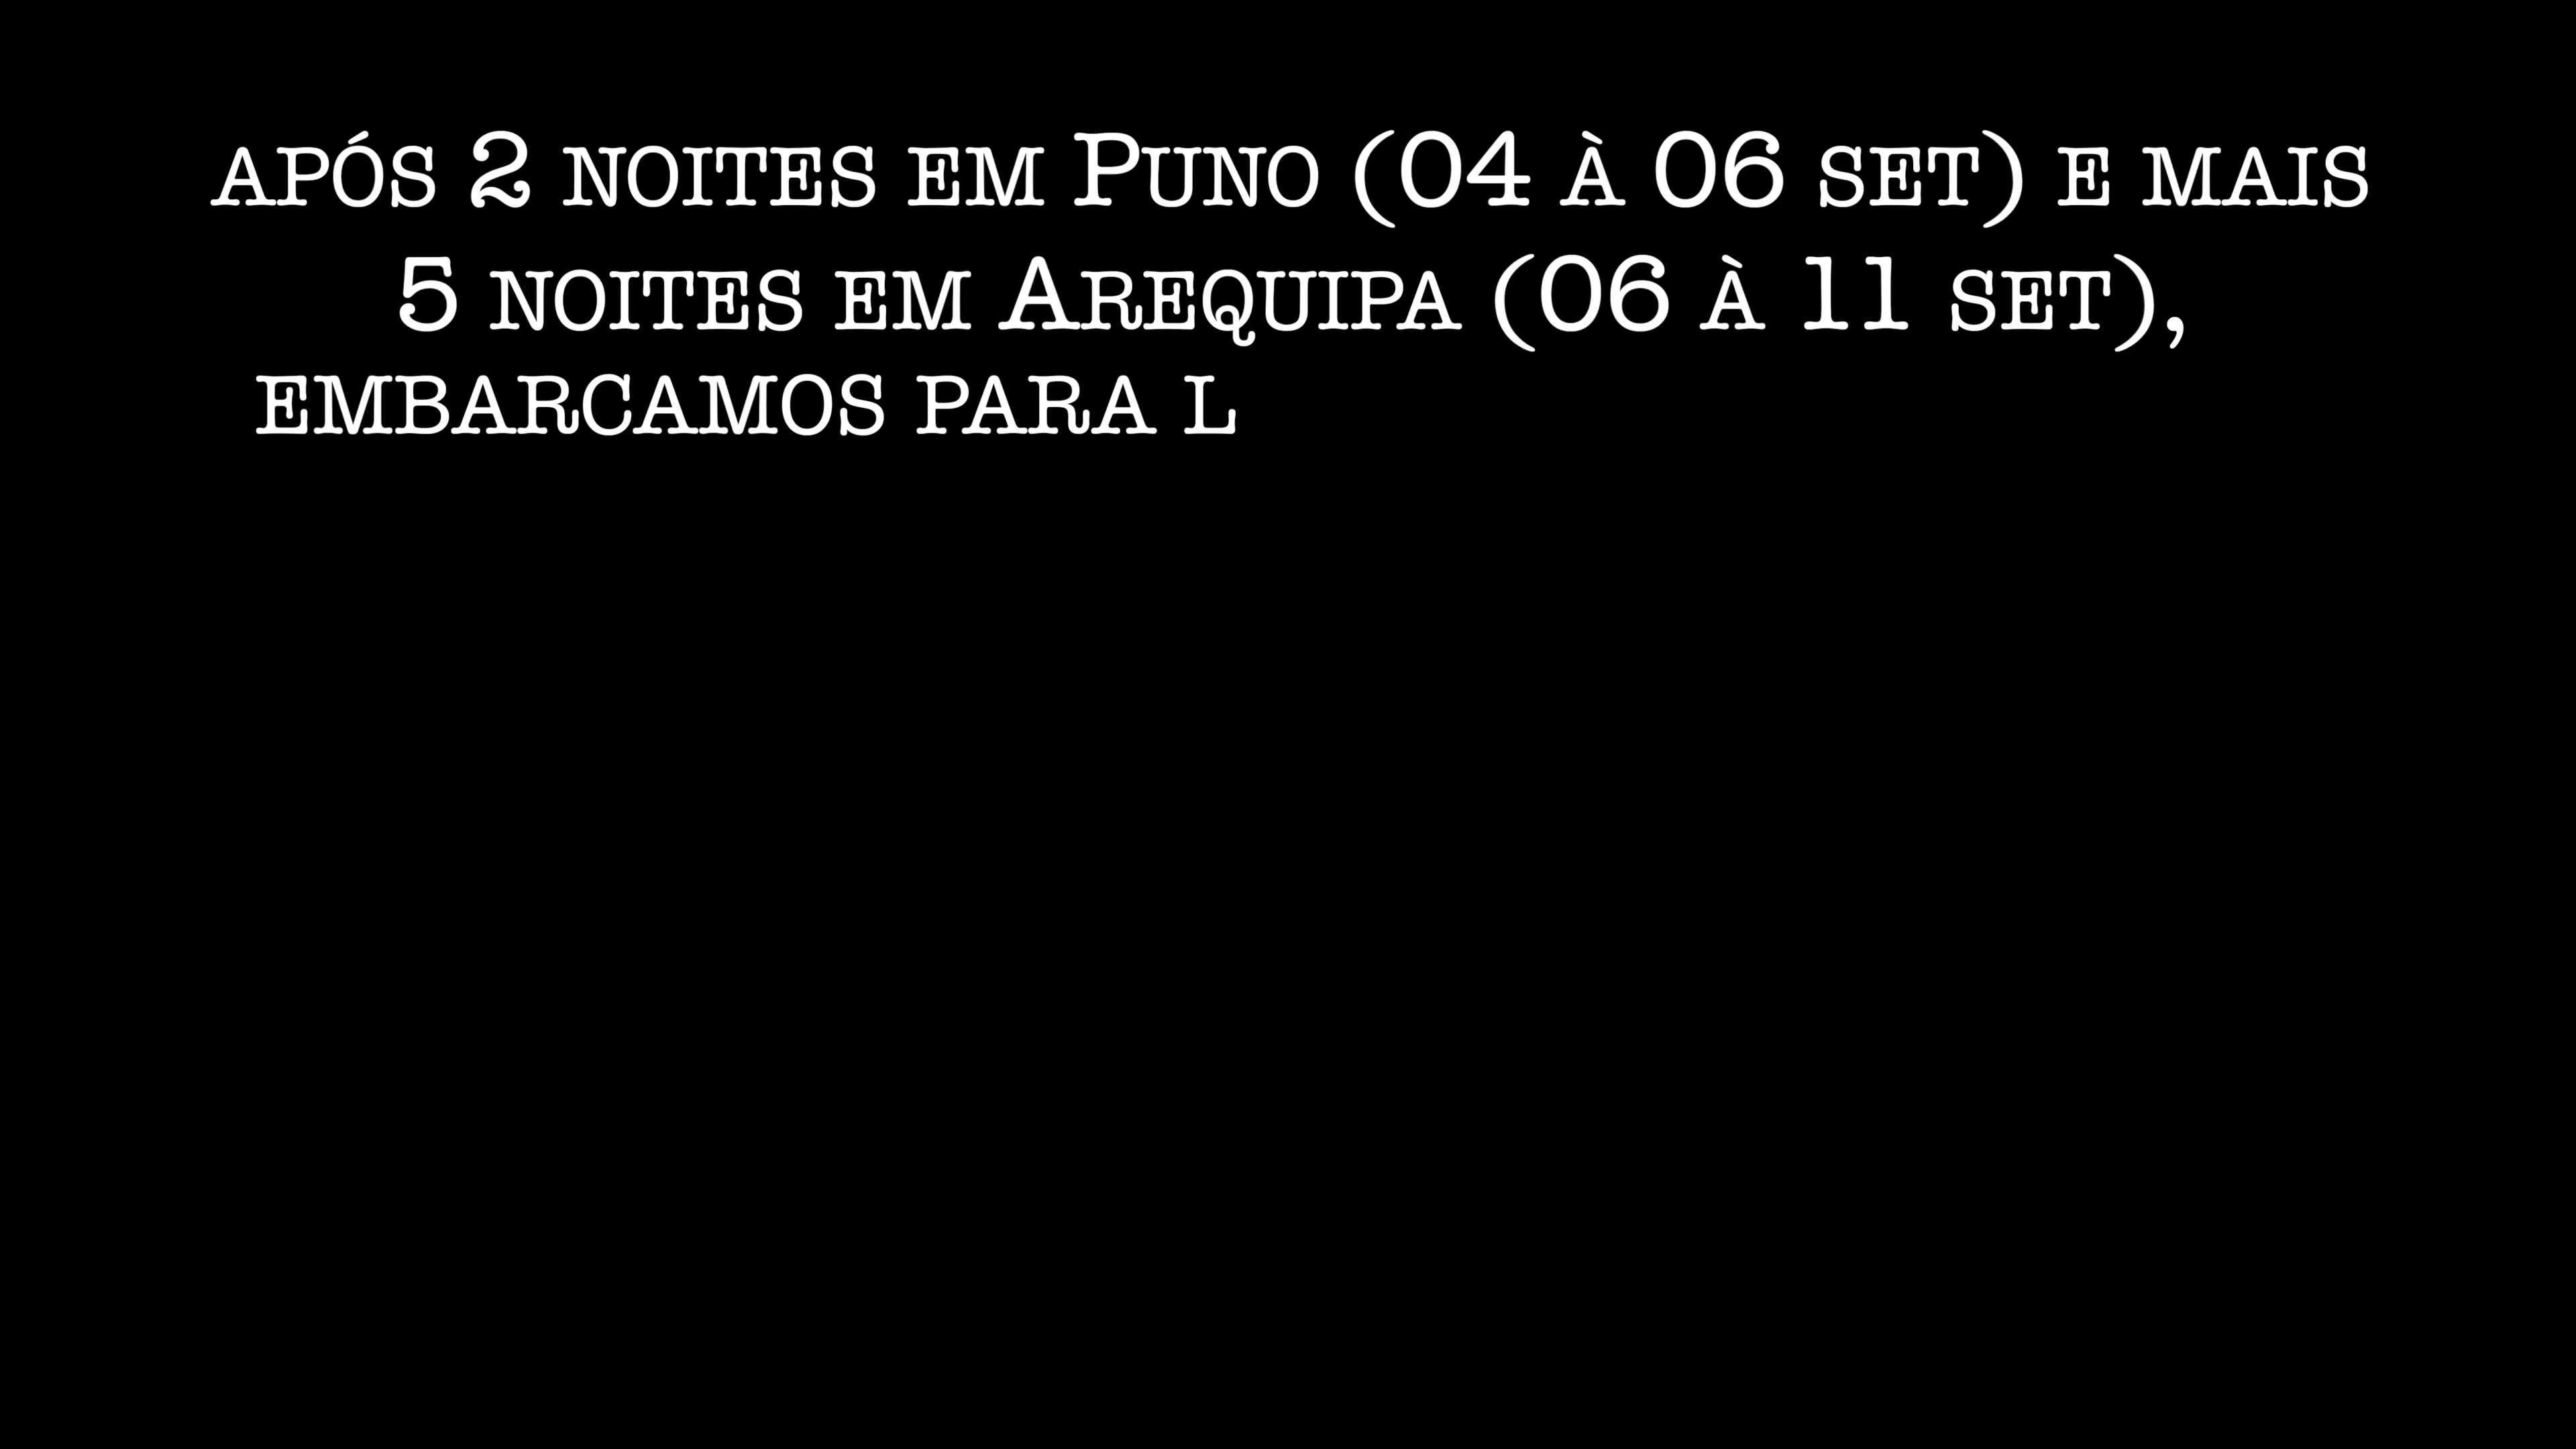 após 2 noites em Puno (04 à 06 set) e mais
5 noites em Arequipa (06 à 11 set),
embarcamos para l